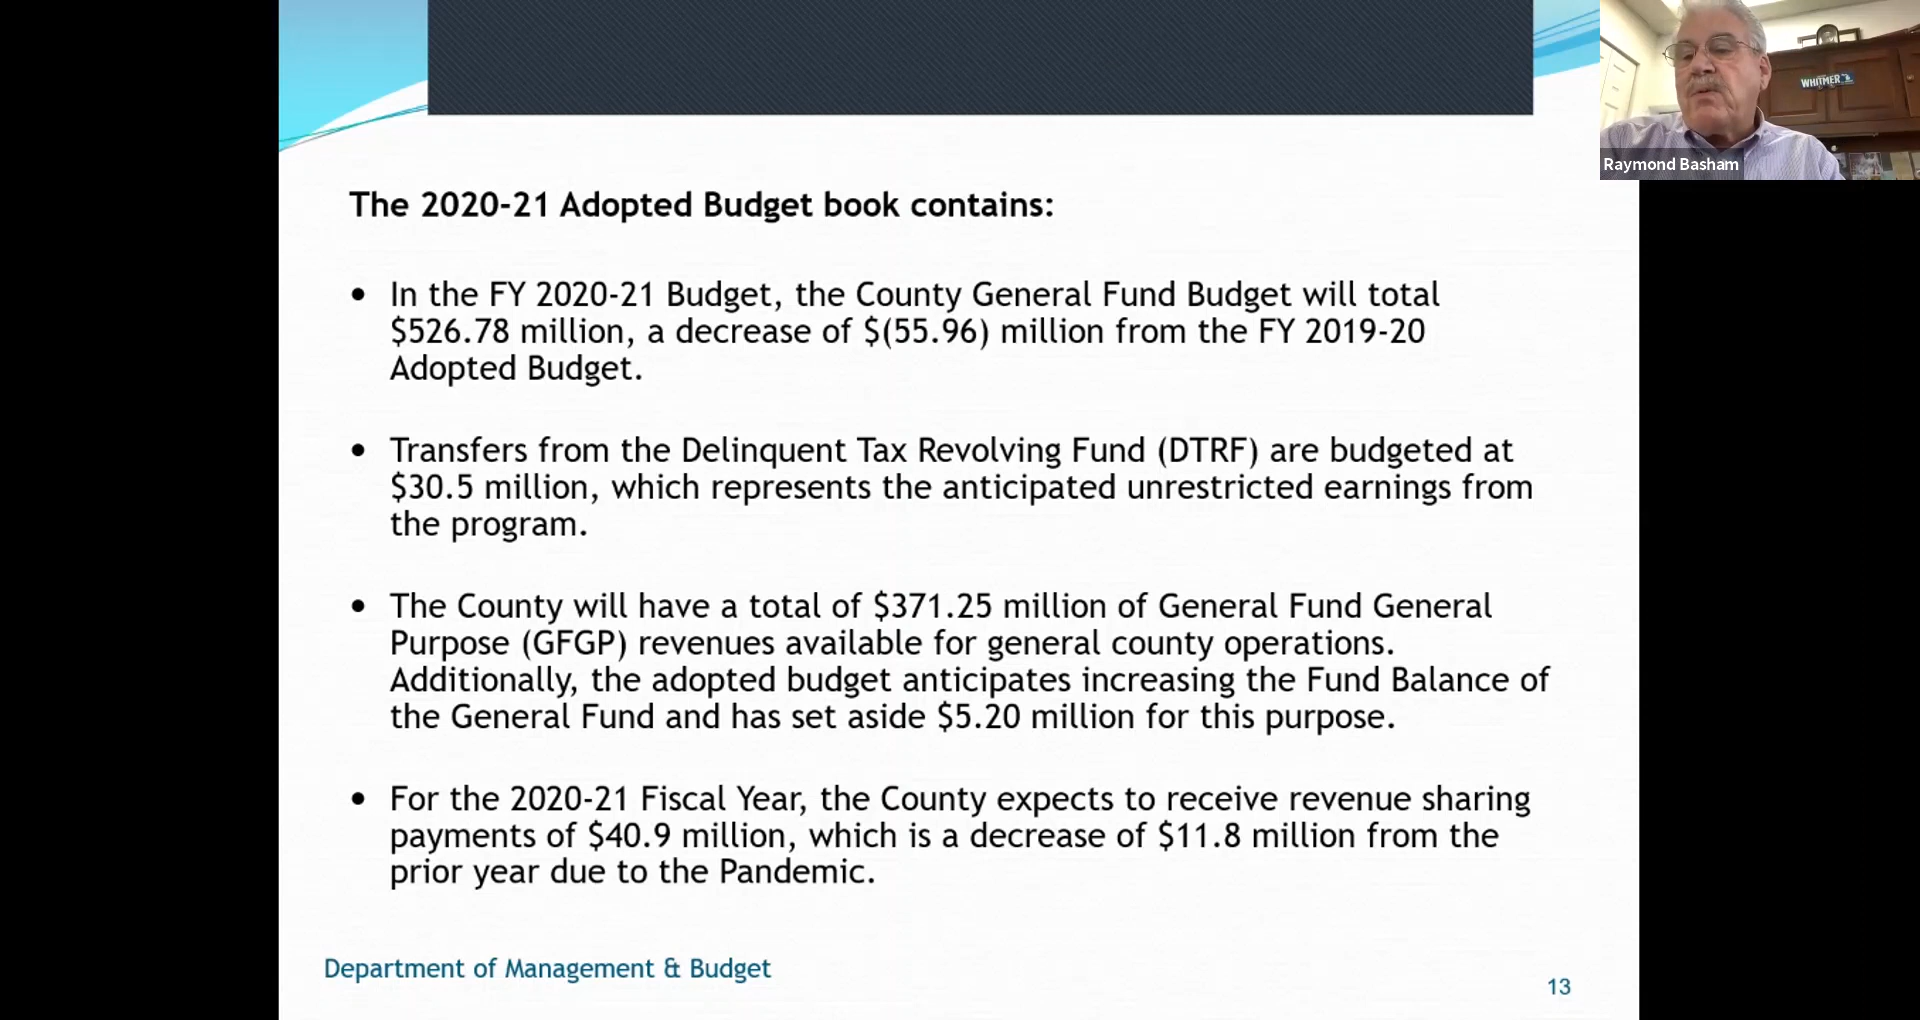 WHITMER
Raymond Basham
The 2020-21 Adopted Budget book contains:
• In the FY 2020-21 Budget, the County General Fund Budget will total
$526.78 million, a decrease of $(55.96) million from the FY 2019-20
Adopted Budget.
• Transfers from the Delinquent Tax Revolving Fund (DTRF) are budgeted at
$30.5 million, which represents the anticipated unrestricted earnings from
the program.
• The County will have a total of $371.25 million of General Fund General
Purpose (GFGP) revenues available for general county operations.
Additionally, the adopted budget anticipates increasing the Fund Balance of
the General Fund and has set aside $5.20 million for this purpose.
• For the 2020-21 Fiscal Year, the County expects to receive revenue sharing
payments of $40.9 million, which is a decrease of $11.8 million from the
prior year due to the Pandemic.
Department of Management & Budget
13